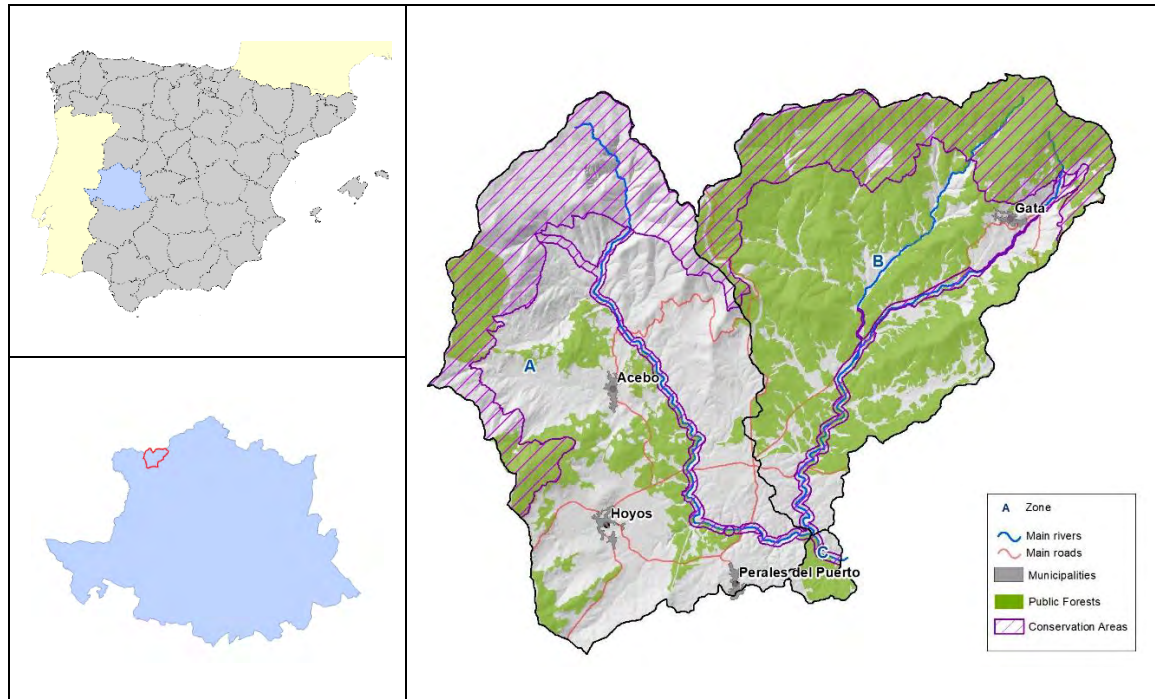 Gata
B
A
Acebo
Hoyos
C
Perales del Puerto
A Zone
Main rivers
Main roads
Municipalities
Public Forests
Conservation Areas